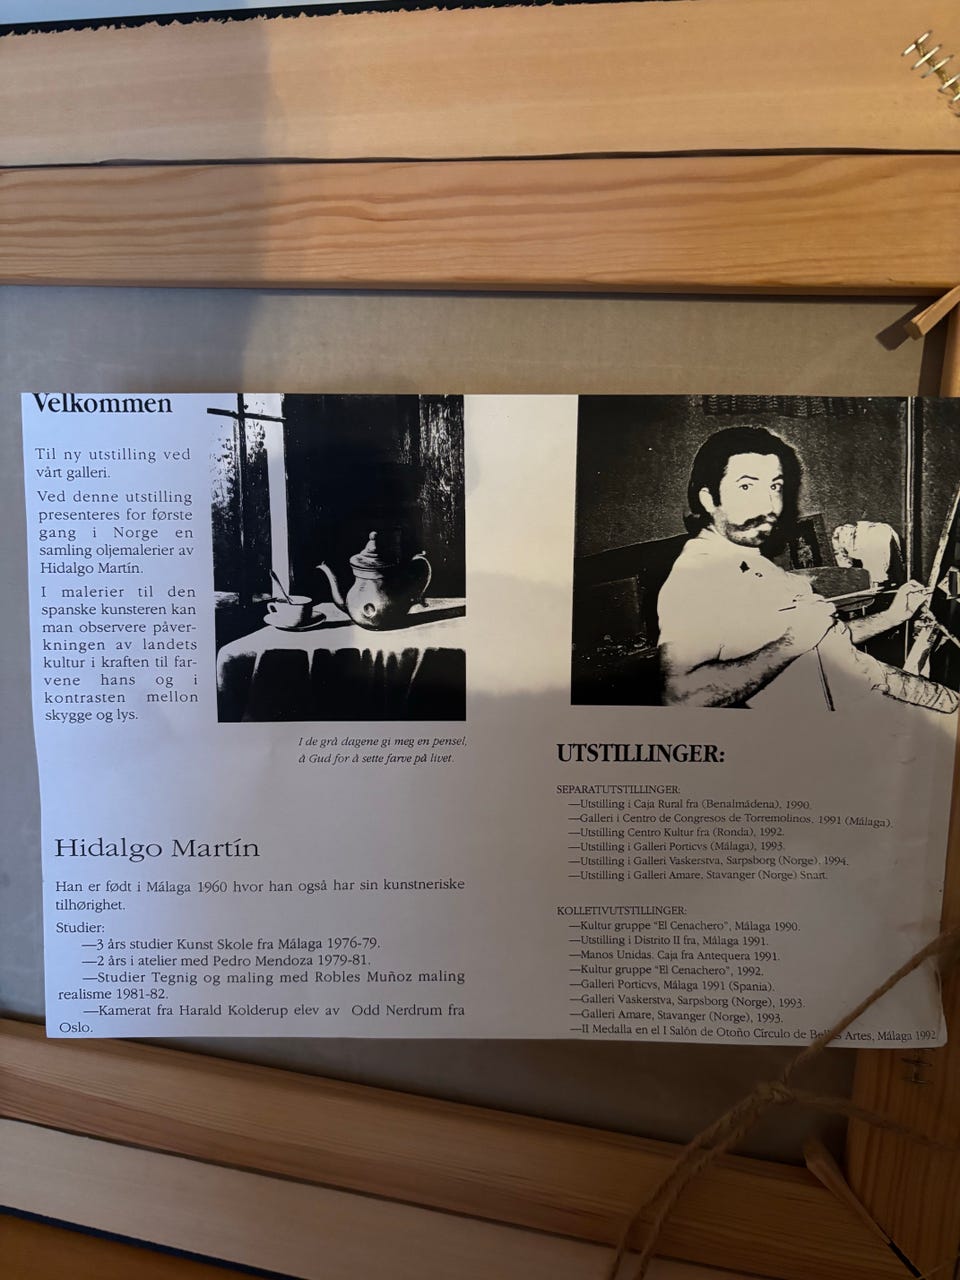 Velkommen
Til ny utstilling ved
vårt galleri.
Ved denne utstilling
presenteres for første
gang i Norge en
samling oljemalerier av
Hidalgo Martín.
I malerier til den
spanske kunsteren kan
man observere påver-
kningen av landets
kultur i kraften til far-
vene hans og i
kontrasten mellon
skygge og lys.
I de grå dagene gi meg en pensel,
å Gud for å sette farve på livet.
Hidalgo Martín
Han er født i Málaga 1960 hvor han også har sin kunstneriske
tilhørighet.
Studier:
—3 års studier Kunst Skole fra Málaga 1976-79.
—2 års i atelier med Pedro Mendoza 1979-81.
—Studier Tegnig og maling med Robles Muñoz maling
realisme 1981-82.
—Kamerat fra Harald Kolderup elev av Odd Nerdrum fra
Oslo.
UTSTILLINGER:
SEPARATUTSTILLINGER:
—Utstilling i Caja Rural fra (Benalmádena), 1990.
—Galleri i Centro de Congresos de Torremolinos, 1991 (Málaga).
—Utstilling Centro Kultur fra (Ronda), 1992.
—Utstilling i Galleri Porticvs (Málaga), 1993.
—Utstilling i Galleri Vaskerstva, Sarpsborg (Norge), 1994.
—Utstilling i Galleri Amare, Stavanger (Norge) Snart.
KOLLETIVUTSTILLINGER:
—Kultur gruppe "El Cenachero", Málaga 1990.
—Utstilling i Distrito II fra, Málaga 1991.
—Manos Unidas. Caja fra Antequera 1991.
—Kultur gruppe "El Cenachero", 1992.
—Galleri Porticvs, Málaga 1991 (Spania).
—Galleri Vaskerstva, Sarpsborg (Norge), 1993.
—Galleri Amare, Stavanger (Norge), 1993.
—II Medalla en el I Salón de Otoño Círculo de Bellas Artes, Málaga 1992.